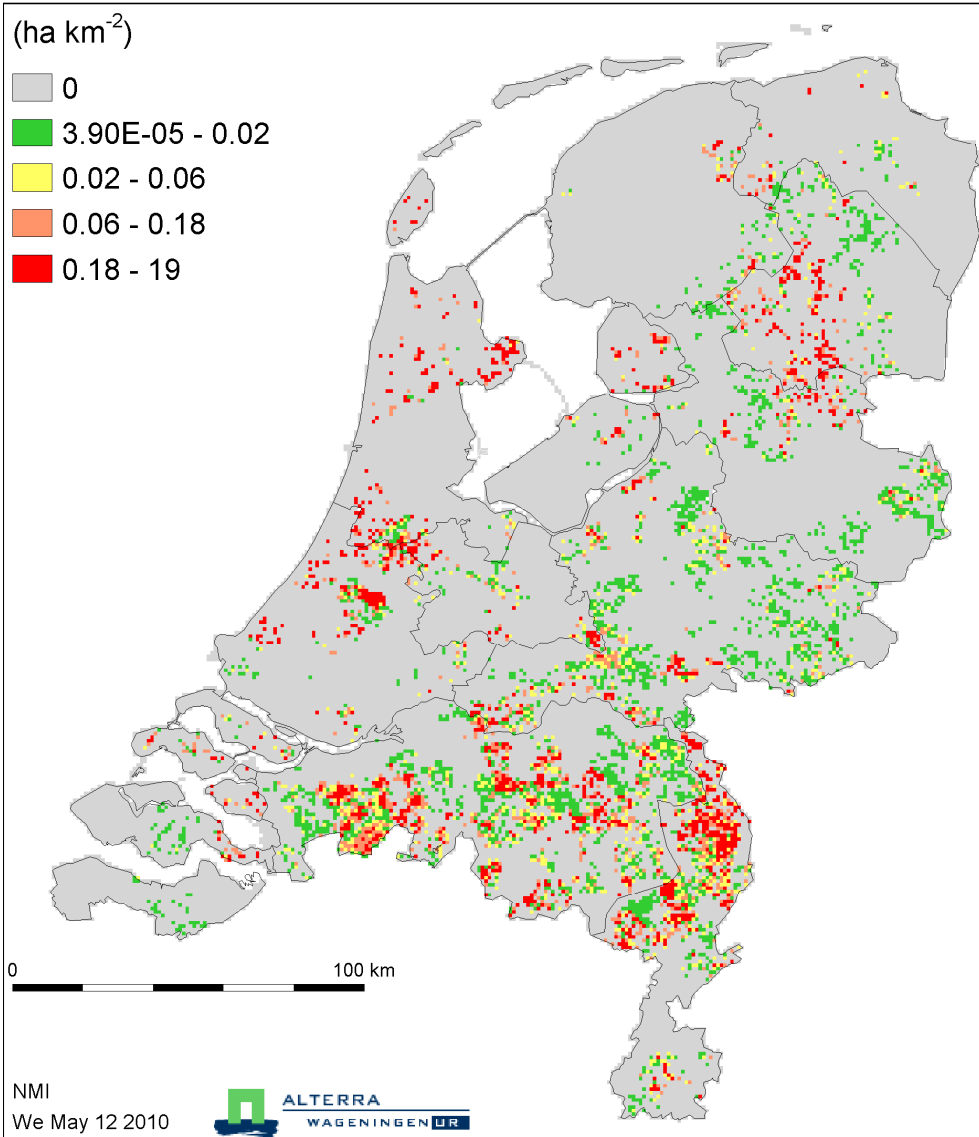 (ha km-2)
0
3.90E-05 - 0.02
0.02 - 0.06
0.06 - 0.18
0.18 - 19
0 100 km
NMI
We May 12 2010
ALTERRA
WAGENINGEN UR